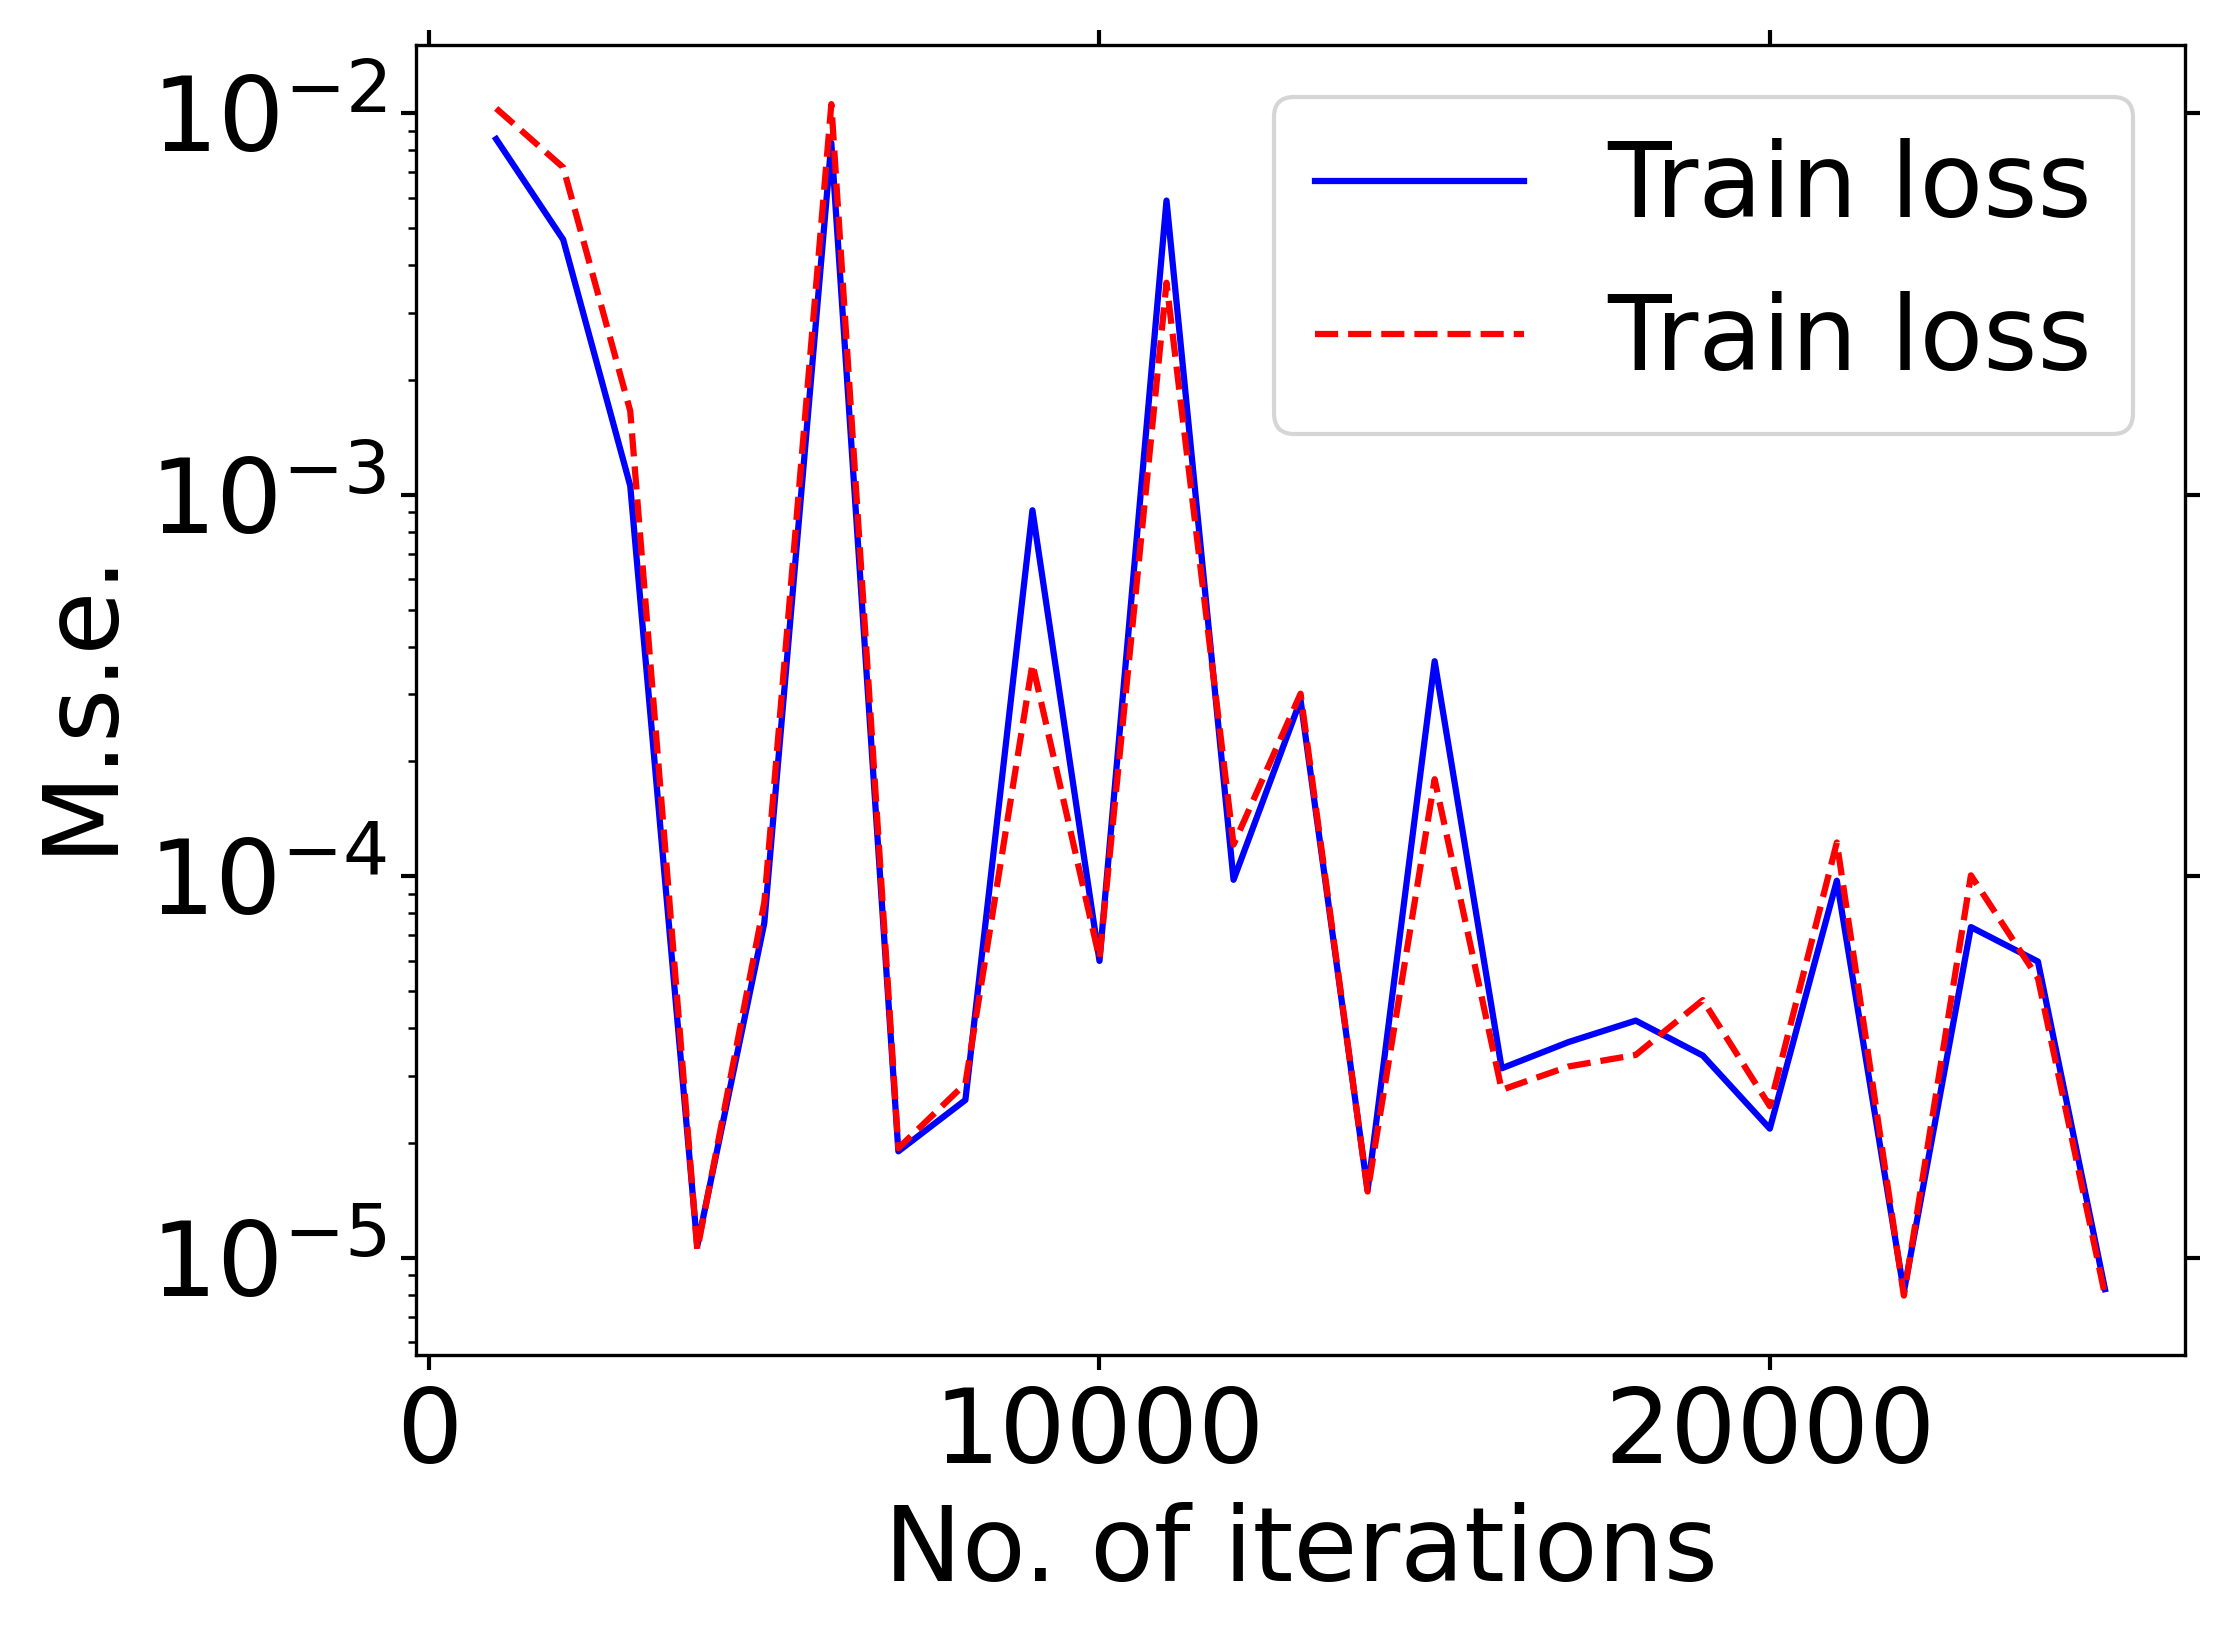 M.s.e.
10⁻²
10⁻³
10⁻⁴
10⁻⁵
Train loss
Train loss
0 10000 20000
No. of iterations